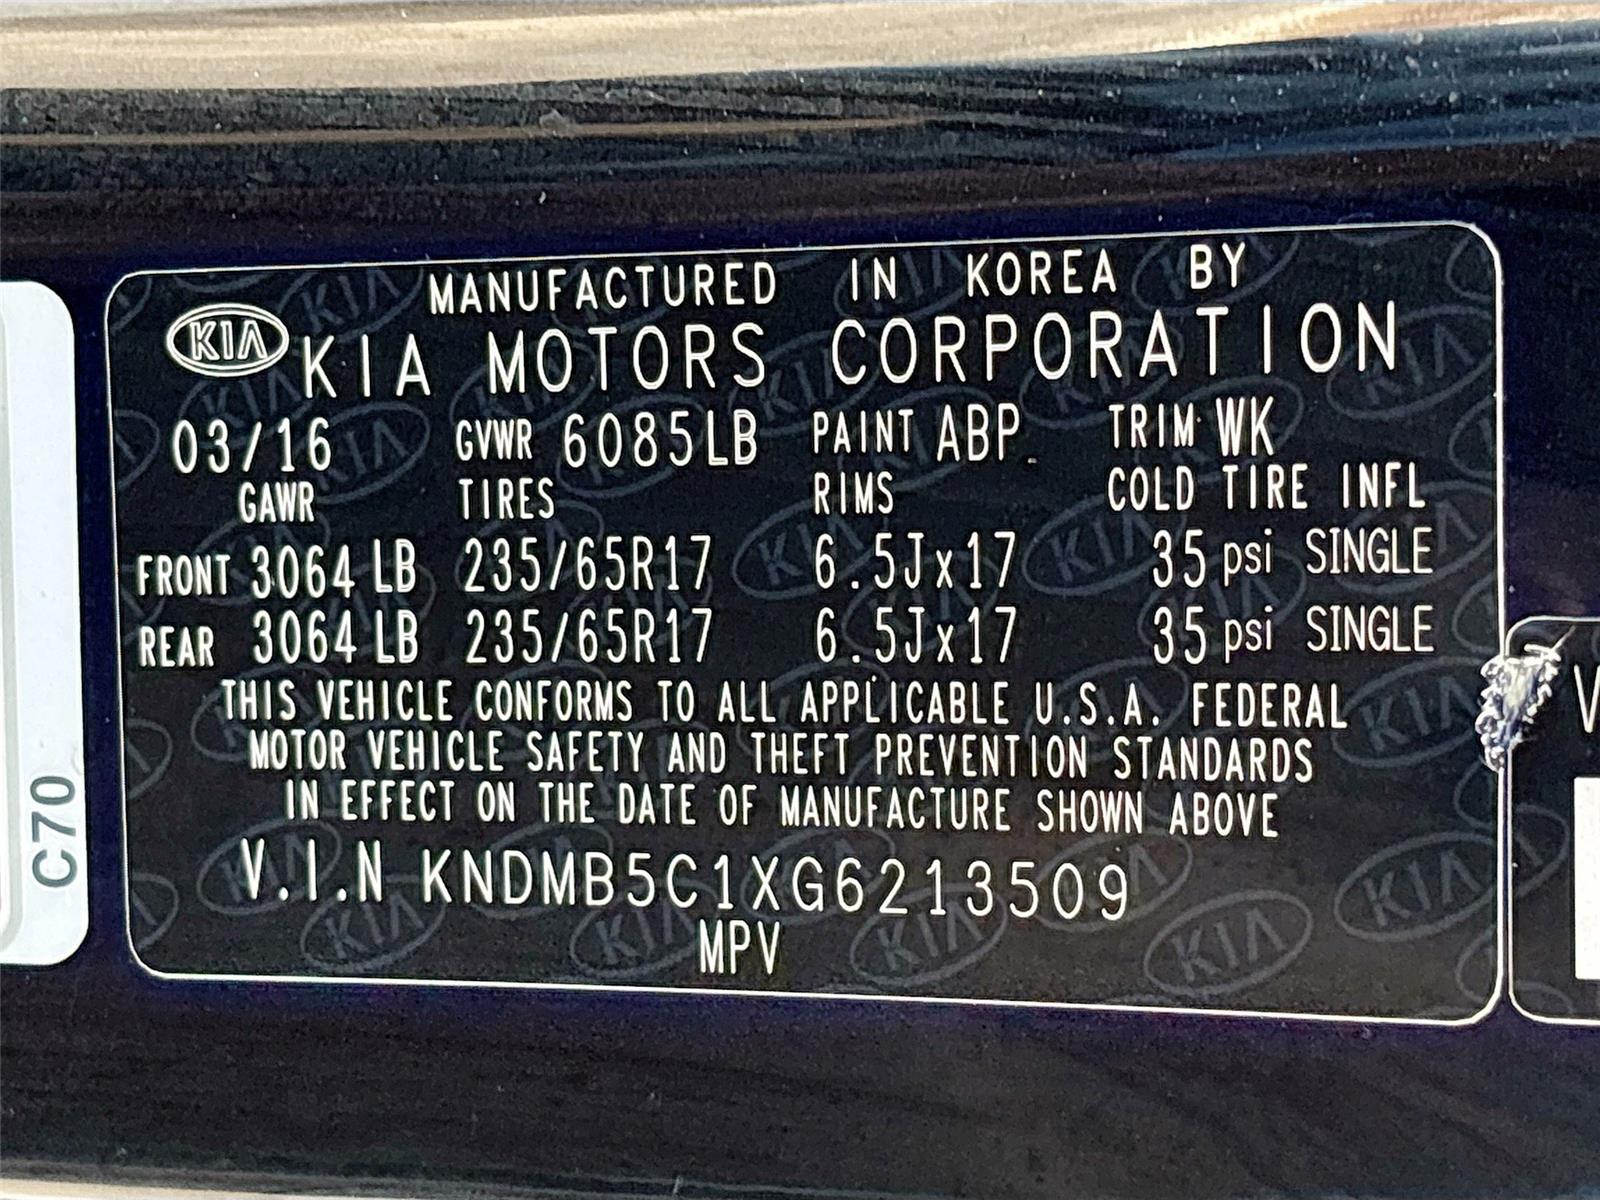 MANUFACTURED IN KOREA BY
KIA KIA MOTORS CORPORATION
03/16 GVWR 6085LB PAINT ABP TRIM WK
GAWR TIRES RIMS COLD TIRE INFL
FRONT 3064 LB 235/65R17 6.5Jx17 35 psi SINGLE
REAR 3064 LB 235/65R17 6.5Jx17 35 psi SINGLE
THIS VEHICLE CONFORMS TO ALL APPLICABLE U.S.A. FEDERAL
MOTOR VEHICLE SAFETY AND THEFT PREVENTION STANDARDS
IN EFFECT ON THE DATE OF MANUFACTURE SHOWN ABOVE
V.I.N KNDMB5C1XG6213509
MPV
C70